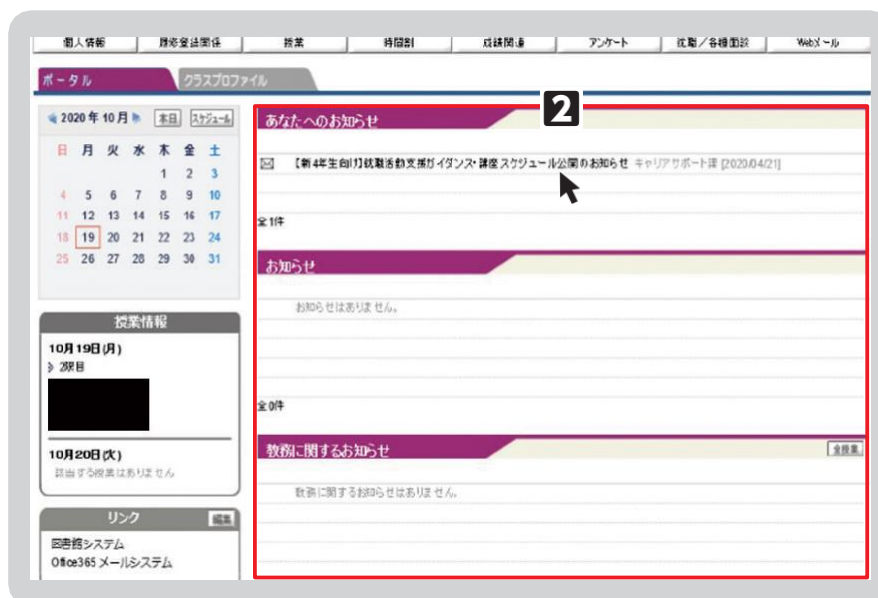 個人情報 履修登録関係 授業 時間割 成績関連 アンケート 就職／各種面談 Webメール
ポータル クラスプロファイル
2020年10月 本日 スケジュール
日 月 火 水 木 金 土
1 2 3
4 5 6 7 8 9 10
11 12 13 14 15 16 17
18 19 20 21 22 23 24
25 26 27 28 29 30 31
授業情報
10月19日(月)
2限目
10月20日(火)
該当する授業はありません
リンク 編集
図書館システム
Office365 メールシステム
2
あなたへのお知らせ
【新4年生向け】就職活動支援ガイダンス・講座スケジュール公開のお知らせ キャリアサポート課 [2020/04/21]
全1件
お知らせ
お知らせはありません。
全0件
教務に関するお知らせ 全授業
教務に関するお知らせはありません。